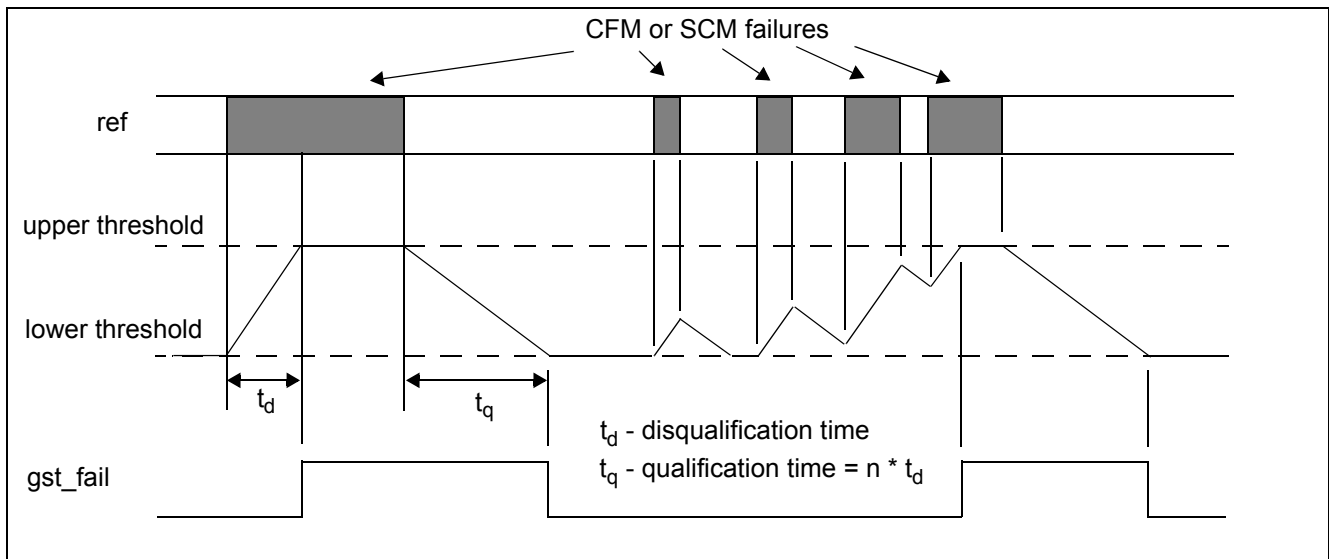 CFM or SCM failures
ref
upper threshold
lower threshold
td
tq
td - disqualification time
tq - qualification time = n * td
gst_fail